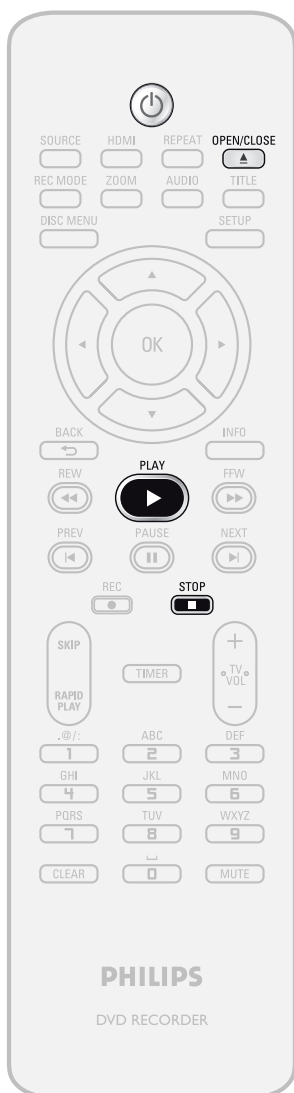 SOURCE HDMI REPEAT OPEN/CLOSE
REC MODE ZOOM AUDIO TITLE
DISC MENU SETUP
OK
BACK INFO
REW PLAY FFW
PREV PAUSE NEXT
REC STOP
SKIP
TIMER
RAPID
PLAY
+
TV
VOL
–
.@/: ABC DEF
1 2 3
GHI JKL MNO
4 5 6
PQRS TUV WXYZ
7 8 9
CLEAR 0 MUTE
PHILIPS
DVD RECORDER